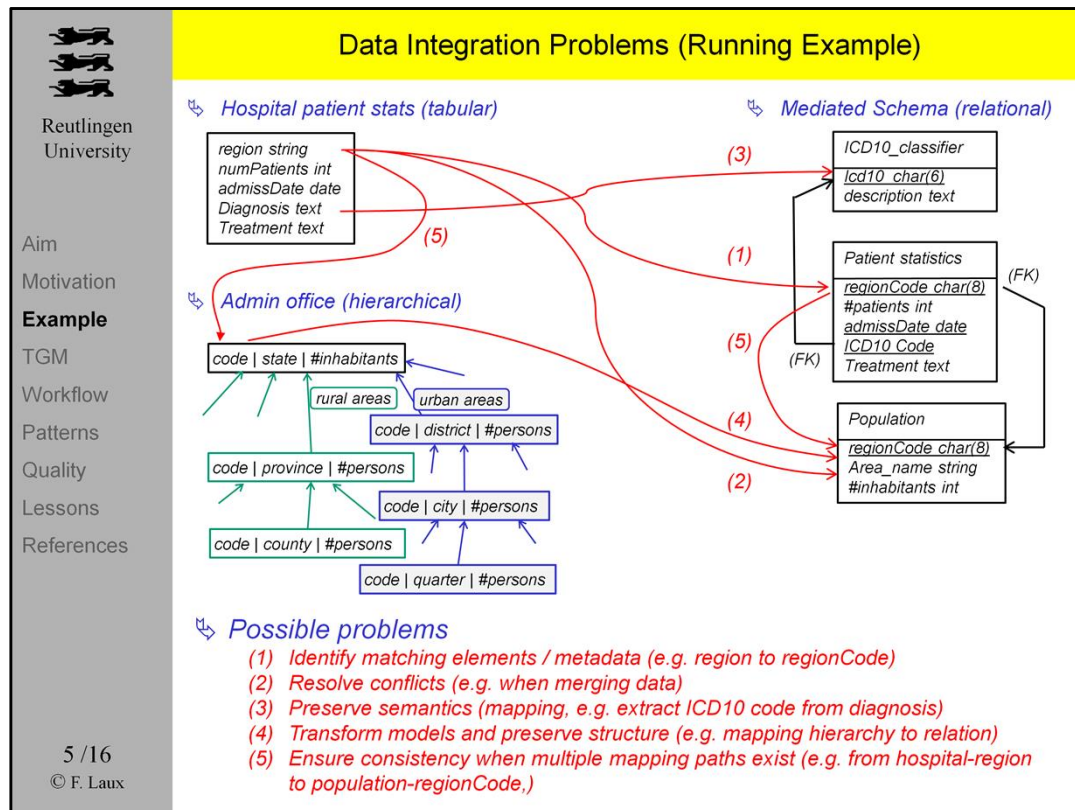 Data Integration Problems (Running Example)
Reutlingen
University
Aim
Motivation
Example
TGM
Workflow
Patterns
Quality
Lessons
References
5 /16
© F. Laux
Hospital patient stats (tabular)
region string
numPatients int
admissDate date
Diagnosis text
Treatment text
(5)
Admin office (hierarchical)
code | state | #inhabitants
rural areas
urban areas
code | district | #persons
code | province | #persons
code | city | #persons
code | county | #persons
code | quarter | #persons
Mediated Schema (relational)
(3)
ICD10_classifier
Icd10 char(6)
description text
(1)
Patient statistics
regionCode char(8)
#patients int
admissDate date
ICD10 Code
Treatment text
(FK)
(FK)
(5)
(4)
(2)
Population
regionCode char(8)
Area_name string
#inhabitants int
Possible problems
(1) Identify matching elements / metadata (e.g. region to regionCode)
(2) Resolve conflicts (e.g. when merging data)
(3) Preserve semantics (mapping, e.g. extract ICD10 code from diagnosis)
(4) Transform models and preserve structure (e.g. mapping hierarchy to relation)
(5) Ensure consistency when multiple mapping paths exist (e.g. from hospital-region
to population-regionCode,)